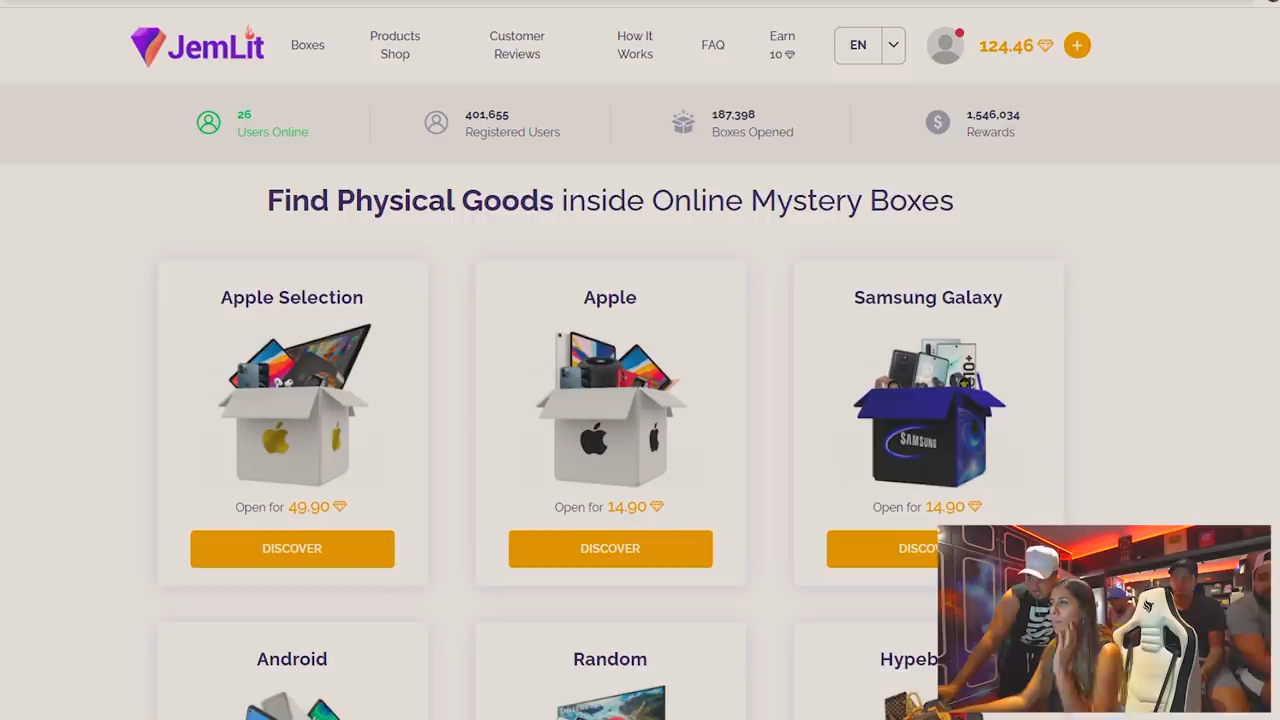 JemLit
Boxes
Products
Shop
Customer
Reviews
How It
Works
FAQ
Earn
10
EN
124.46
+
26
Users Online
401,655
Registered Users
187,398
Boxes Opened
$
1,546,034
Rewards
Find Physical Goods inside Online Mystery Boxes
Apple Selection
Apple
Samsung Galaxy
SAMSUNG
Open for 49.90
Open for 14.90
Open for 14.90
DISCOVER
DISCOVER
DISCO
Android
Random
Hypeb